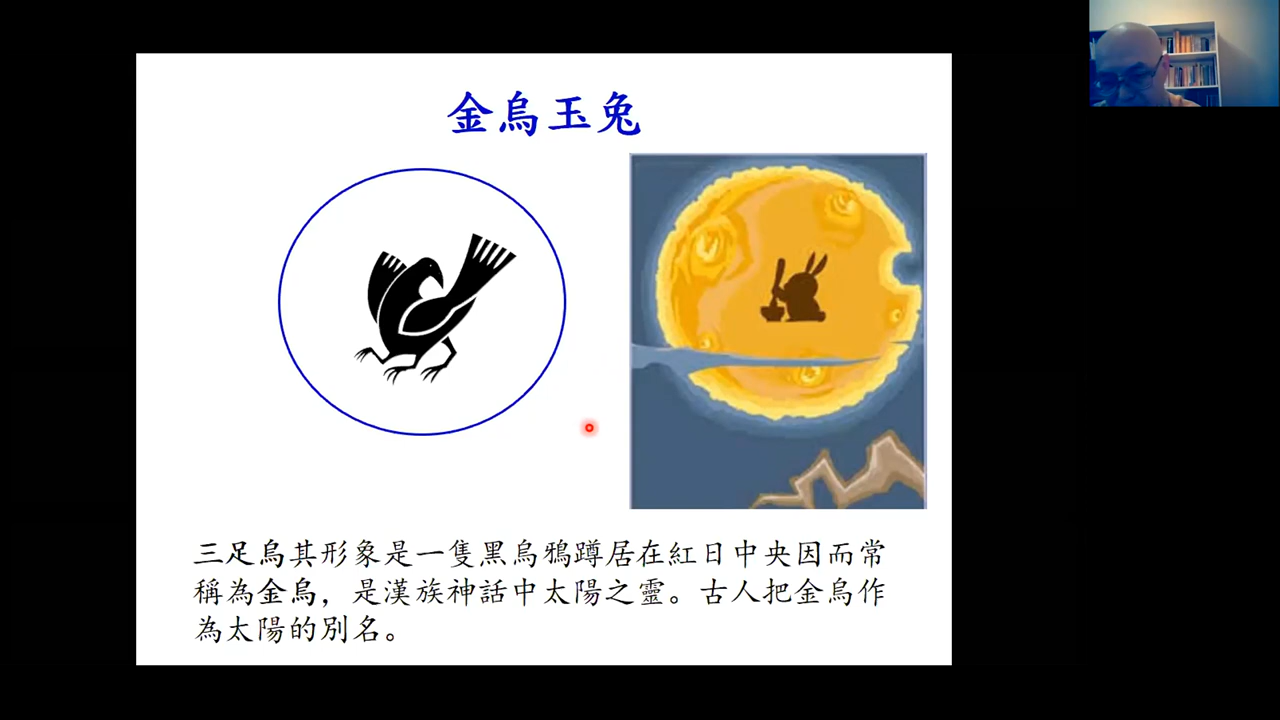 金烏玉兔
三足烏其形象是一隻黑烏鴉蹲居在紅日中央因而常
稱為金烏，是漢族神話中太陽之靈。古人把金烏作
為太陽的別名。